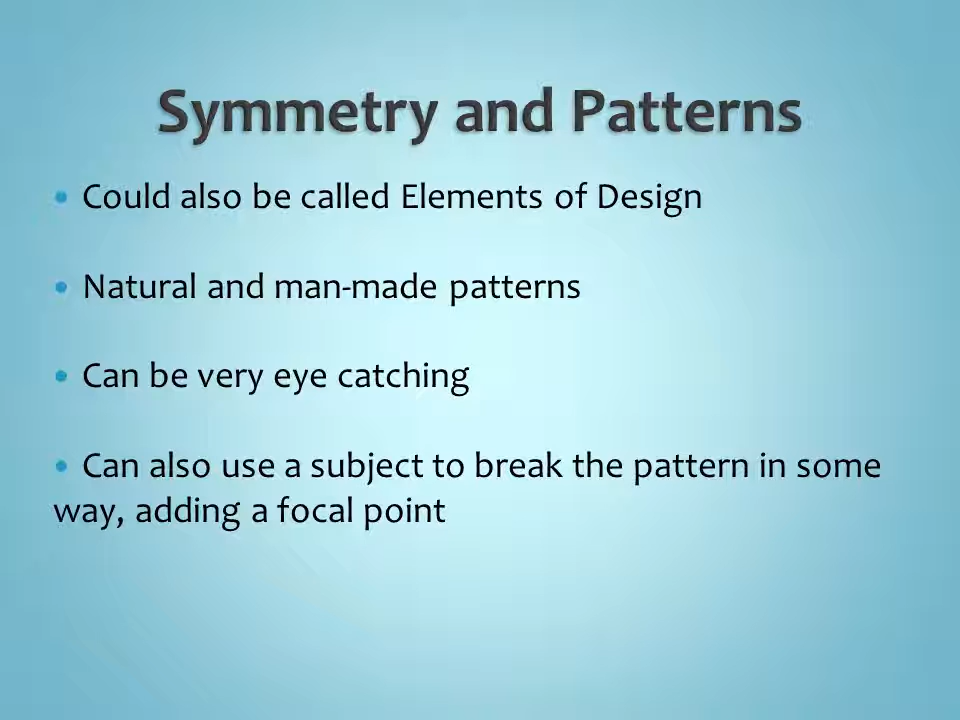 Symmetry and Patterns
• Could also be called Elements of Design
• Natural and man-made patterns
• Can be very eye catching
• Can also use a subject to break the pattern in some
way, adding a focal point